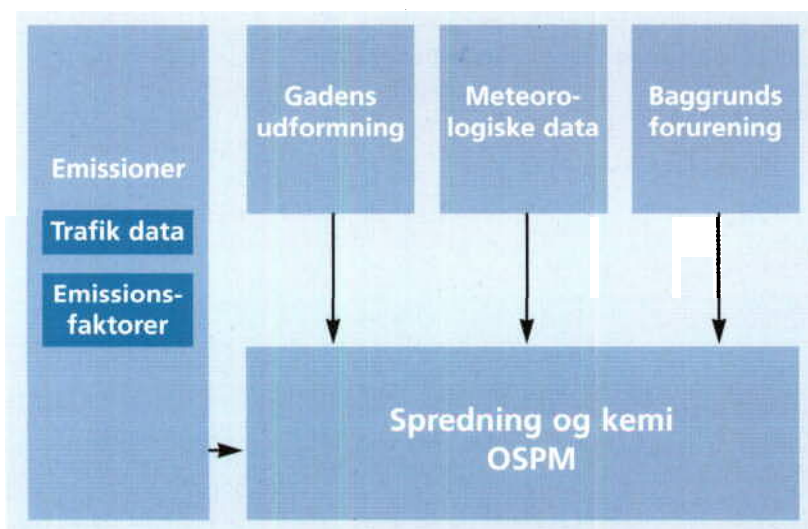 Emissioner
Trafik data
Emissions-
faktorer
Gadens
udformning
Meteoro-
logiske data
Baggrunds
forurening
Spredning og kemi
OSPM